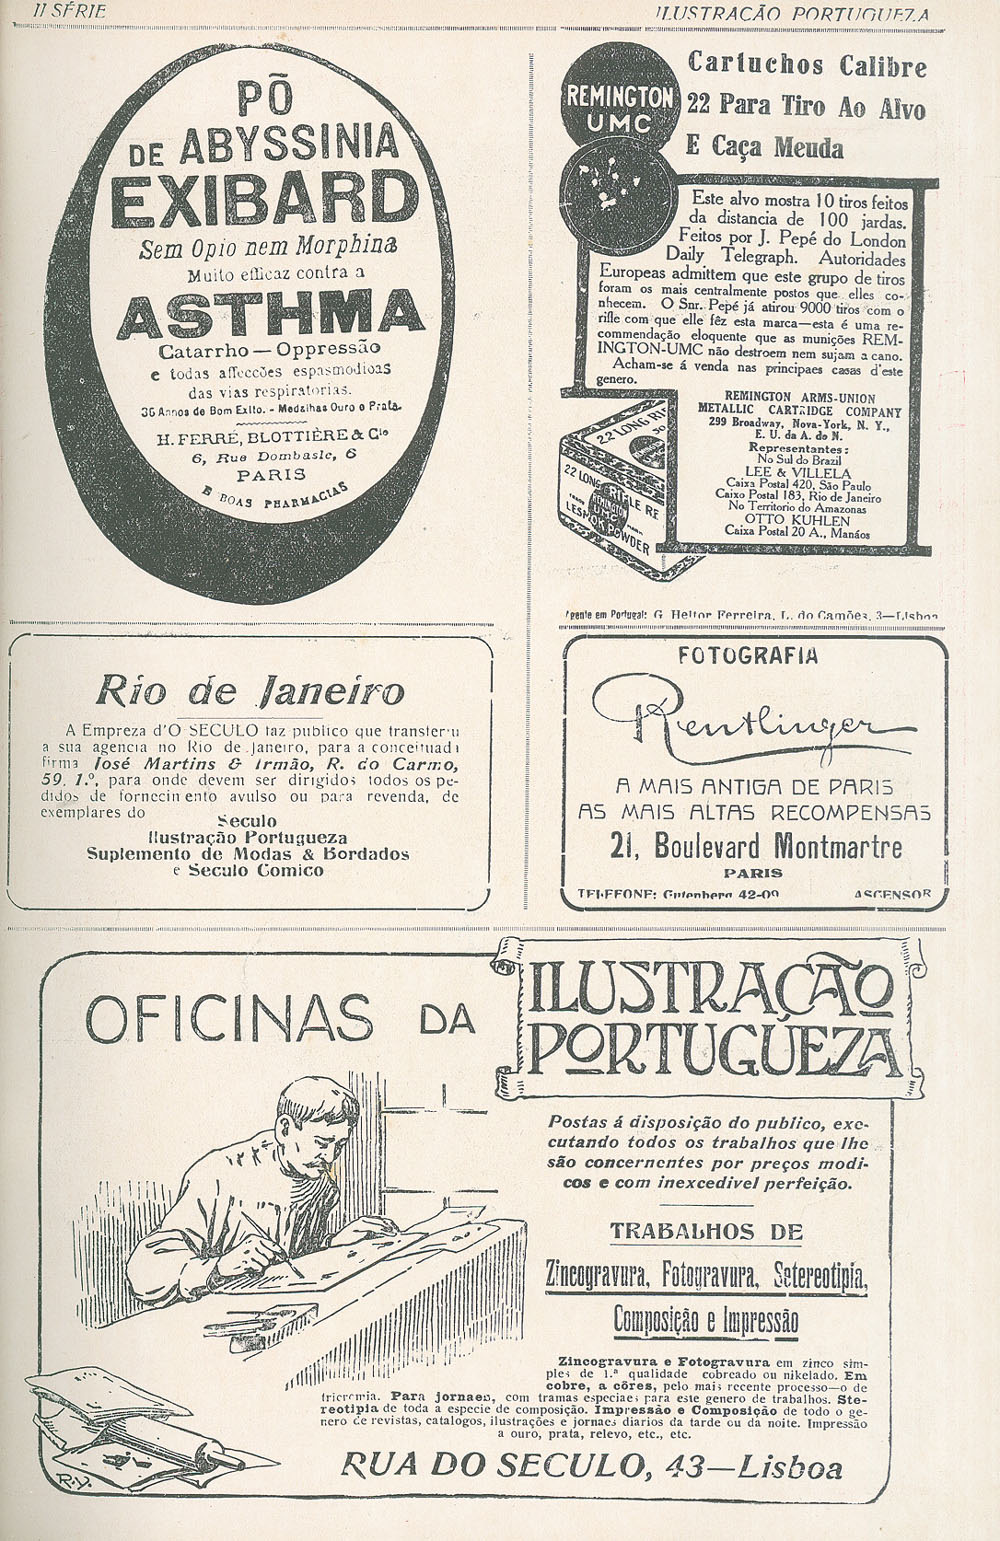 II SÉRIE
ILUSTRAÇÃO PORTUGUEZA
PÕ
DE ABYSSINIA
EXIBARD
Sem Opio nem Morphina
Muito efficaz contra a
ASTHMA
Catarrho — Oppressão
e todas affecções espasmodicas
das vias respiratorias.
35 Annos de Bom Exito. - Medalhas Ouro e Prata.
H. FERRÉ, BLOTTIÈRE & Cie
6, Rue Dombasle, 6
PARIS
E BOAS PHARMACIAS
REMINGTON
UMC
Cartuchos Calibre
22 Para Tiro Ao Alvo
E Caça Meuda
Este alvo mostra 10 tiros feitos
da distancia de 100 jardas.
Feitos por J. Pepé do London
Daily Telegraph. Autoridades
Europeas admittem que este grupo de tiros
foram os mais centralmente postos que elles co-
nhecem. O Snr. Pepé já atirou 9000 tiros com o
rifle com que elle fêz esta marca—esta é uma re-
commendação eloquente que as munições REM-
INGTON-UMC não destroem nem sujam a cano.
Acham-se á venda nas principaes casas d'este
genero.
REMINGTON ARMS-UNION
METALLIC CARTRIDGE COMPANY
299 Broadway, Nova-York, N. Y.,
E. U. da A. do N.
Representantes:
No Sul do Brazil
LEE & VILLELA
Caixa Postal 420, São Paulo
Caixo Postal 183, Rio de Janeiro
No Territorio do Amazonas
OTTO KUHLEN
Caixa Postal 20 A., Manáos
22 LONG RIF
22 LONG RIFLE RE
UMC
LESMOK POWDER
Agente em Portugal: G. Heitor Ferreira, L. do Camões, 3—Lisboa
Rio de Janeiro
A Empreza d'O SECULO faz publico que transferiu
a sua agencia no Rio de Janeiro, para a conceituada
firma José Martins & Irmão, R. do Carmo,
59, 1.º, para onde devem ser dirigidos todos os pe-
didos de fornecimento avulso ou para revenda, de
exemplares do
Seculo
Ilustração Portugueza
Suplemento de Modas & Bordados
e Seculo Comico
FOTOGRAFIA
Reutlinger
A MAIS ANTIGA DE PARIS
AS MAIS ALTAS RECOMPENSAS
21, Boulevard Montmartre
PARIS
TELEFONE: Gutenberg 42-09 ASCENSOR
OFICINAS DA
ILUSTRAÇÃO
PORTUGUEZA
Postas á disposição do publico, exe-
cutando todos os trabalhos que lhe
são concernentes por preços modi-
cos e com inexcedivel perfeição.
TRABALHOS DE
Zincogravura, Fotogravura, Stereotipia,
Composição e Impressão
Zincogravura e Fotogravura em zinco sim-
ples de 1.ª qualidade cobreado ou nikelado. Em
cobre, a côres, pelo mais recente processo—o de
tricromia. Para jornaes, com tramas especiaes para este genero de trabalhos. Ste-
reotipia de toda a especie de composição. Impressão e Composição de todo o ge-
nero de revistas, catalogos, ilustrações e jornaes diarios da tarde ou da noite. Impressão
a ouro, prata, relevo, etc., etc.
RUA DO SECULO, 43—Lisboa
R.V.